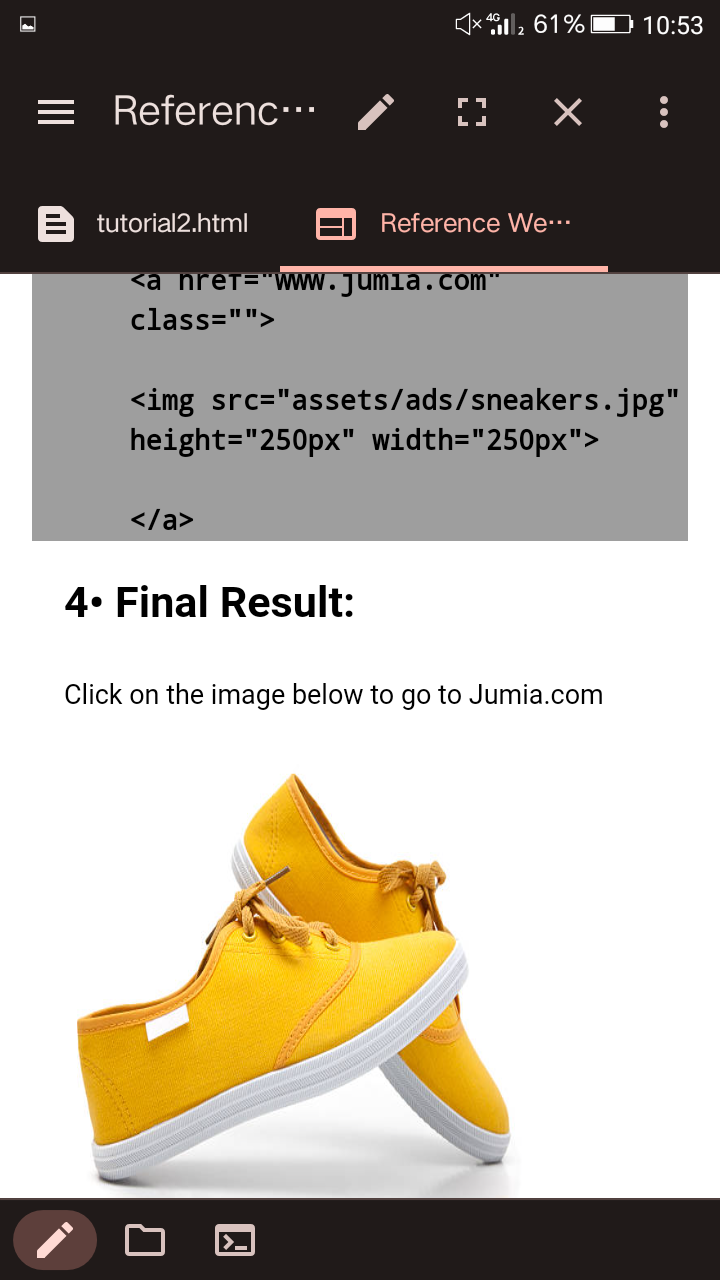 4G 2 61% 10:53
Referenc…
tutorial2.html Reference We…
<a href="www.jumia.com"
class="">
<img src="assets/ads/sneakers.jpg"
height="250px" width="250px">
</a>
4• Final Result:
Click on the image below to go to Jumia.com